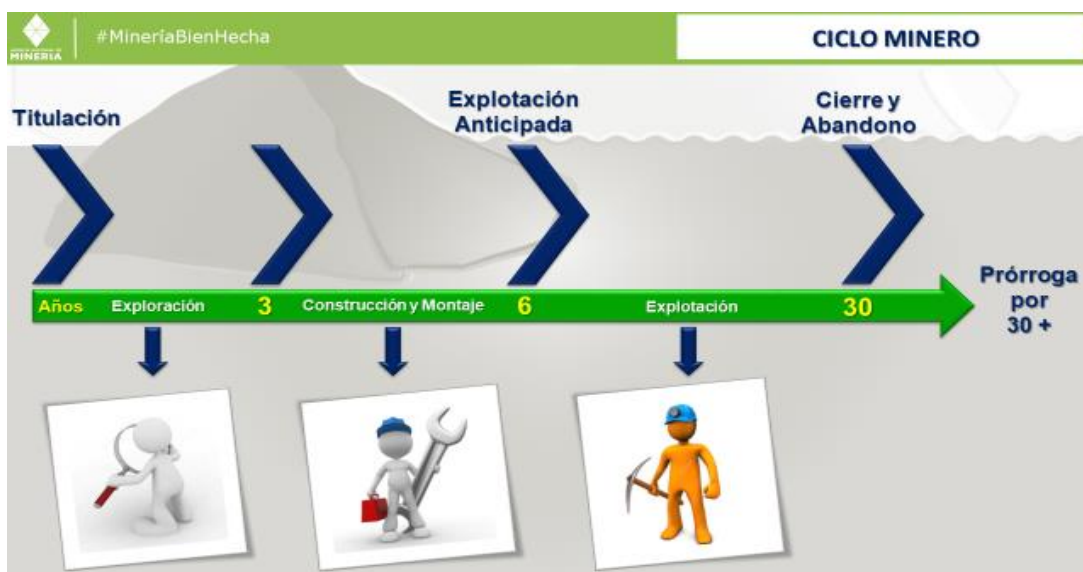 MINERÍA
#MineríaBienHecha
CICLO MINERO
Titulación
Explotación
Anticipada
Cierre y
Abandono
Años
Exploración
3
Construcción y Montaje
6
Explotación
30
Prórroga
por
30 +